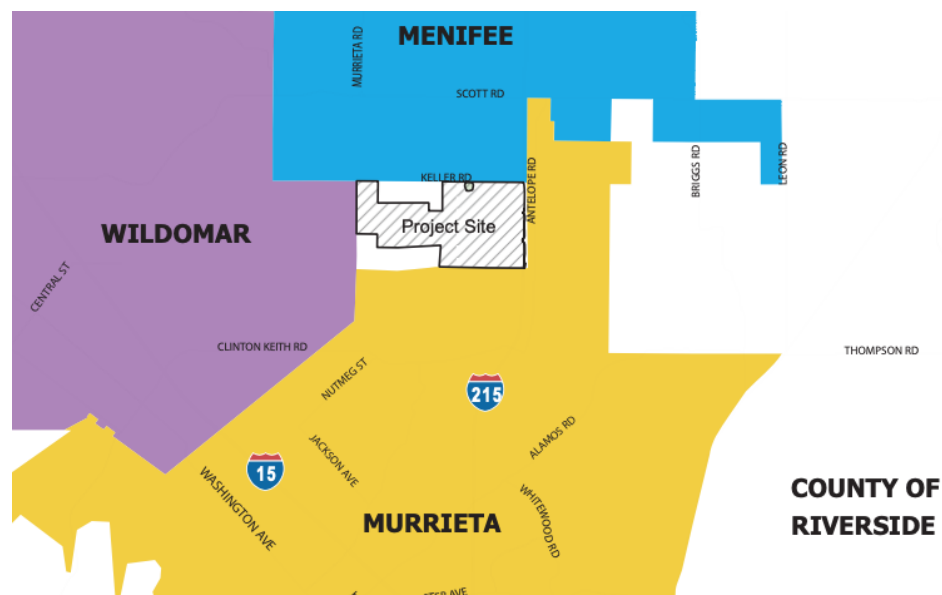 MENIFEE
MURRIETA RD
SCOTT RD
KELLER RD
ANTELOPE RD
BRIGGS RD
LEON RD
Project Site
WILDOMAR
CENTRAL ST
CLINTON KEITH RD
THOMPSON RD
NUTMEG ST
215
JACKSON AVE
ALAMOS RD
15
WASHINGTON AVE
WHITEWOOD RD
MURRIETA
COUNTY OF
RIVERSIDE
AVE